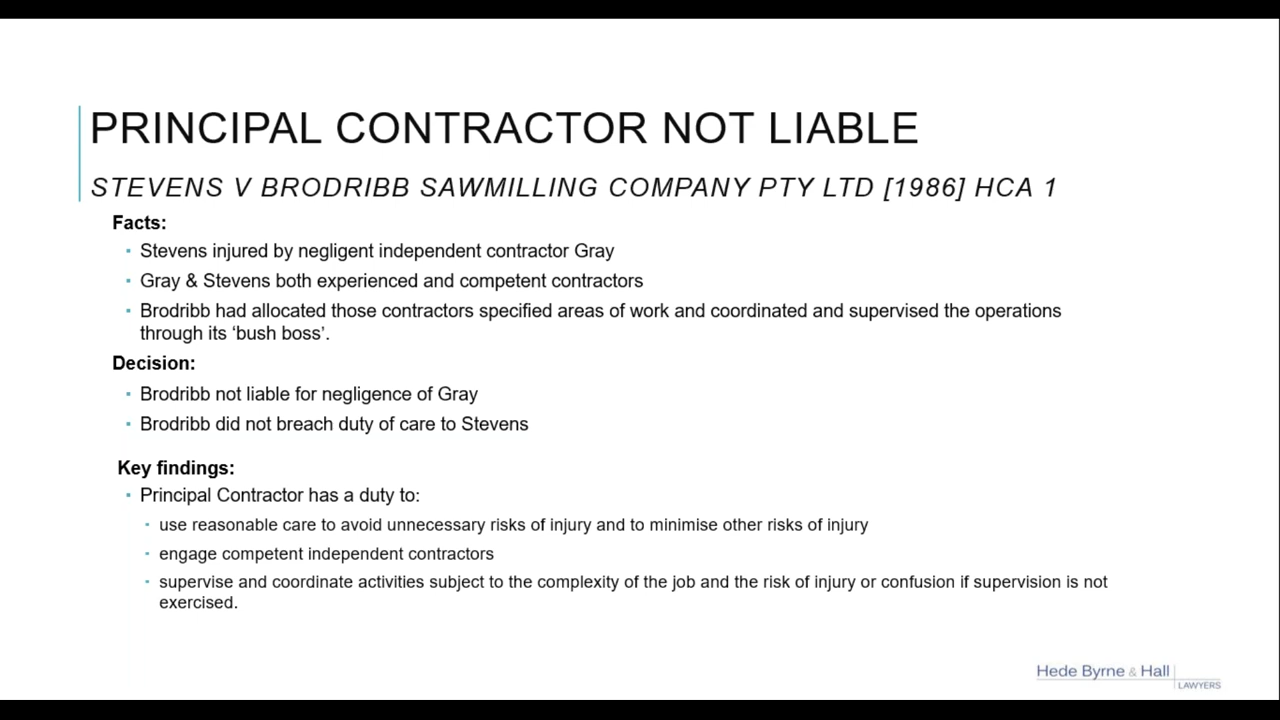 PRINCIPAL CONTRACTOR NOT LIABLE
STEVENS V BRODRIBB SAWMILLING COMPANY PTY LTD [1986] HCA 1
Facts:
▪ Stevens injured by negligent independent contractor Gray
▪ Gray & Stevens both experienced and competent contractors
▪ Brodribb had allocated those contractors specified areas of work and coordinated and supervised the operations
through its ‘bush boss’.
Decision:
▪ Brodribb not liable for negligence of Gray
▪ Brodribb did not breach duty of care to Stevens
Key findings:
▪ Principal Contractor has a duty to:
▪ use reasonable care to avoid unnecessary risks of injury and to minimise other risks of injury
▪ engage competent independent contractors
▪ supervise and coordinate activities subject to the complexity of the job and the risk of injury or confusion if supervision is not
exercised.
Hede Byrne & Hall
LAWYERS